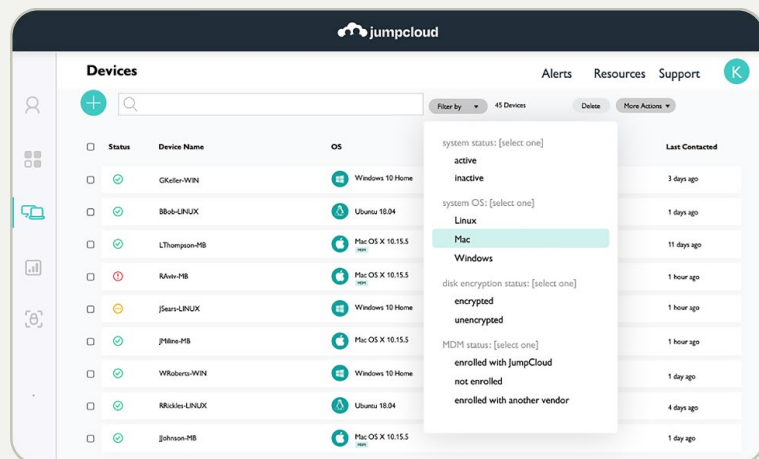 jumpcloud
Devices
Alerts Resources Support K
Filter by 45 Devices Delete More Actions
Status Device Name OS Last Contacted
GKeller-WIN Windows 10 Home 3 days ago
BBob-LINUX Ubuntu 18.04 1 days ago
LThompson-MB Mac OS X 10.15.5 11 days ago
MDM
RAviv-MB Mac OS X 10.15.5 1 hour ago
MDM
JSears-LINUX Windows 10 Home 1 hour ago
JMiline-MB Mac OS X 10.15.5 1 hour ago
WRoberts-WIN Windows 10 Home 1 day ago
RRickles-LINUX Ubuntu 18.04 4 days ago
JJohnson-MB Mac OS X 10.15.5 1 day ago
MDM
system status: [select one]
active
inactive
system OS: [select one]
Linux
Mac
Windows
disk encryption status: [select one]
encrypted
unencrypted
MDM status: [select one]
enrolled with JumpCloud
not enrolled
enrolled with another vendor